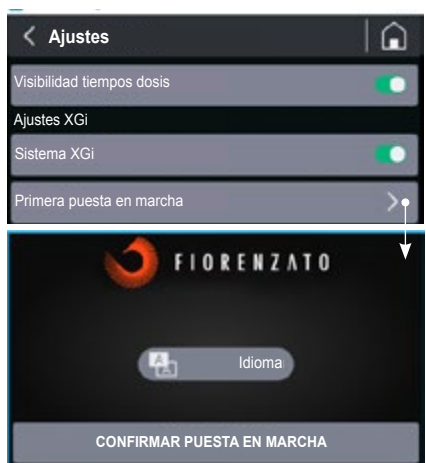 Ajustes
Visibilidad tiempos dosis
Ajustes XGi
Sistema XGi
Primera puesta en marcha
FIORENZATO
Idioma
CONFIRMAR PUESTA EN MARCHA